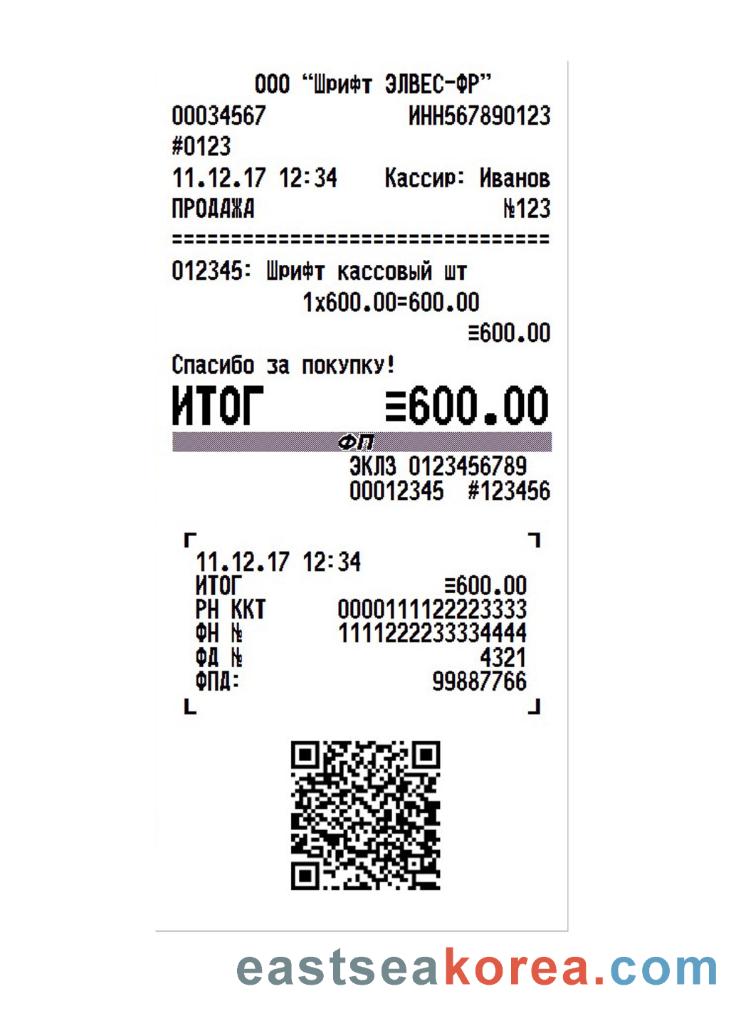 ООО “Шрифт ЭЛВЕС-ФР”
00034567 ИНН567890123
#0123
11.12.17 12:34 Кассир: Иванов
ПРОДАЖА №123
================================
012345: Шрифт кассовый шт
1x600.00=600.00
≡600.00
Спасибо за покупку!
ИТОГ ≡600.00
ФП
ЭКЛЗ 0123456789
00012345 #123456
11.12.17 12:34
ИТОГ ≡600.00
РН ККТ 0000111122223333
ФН № 1111222233334444
ФД № 4321
ФПД: 99887766
eastseakorea.com